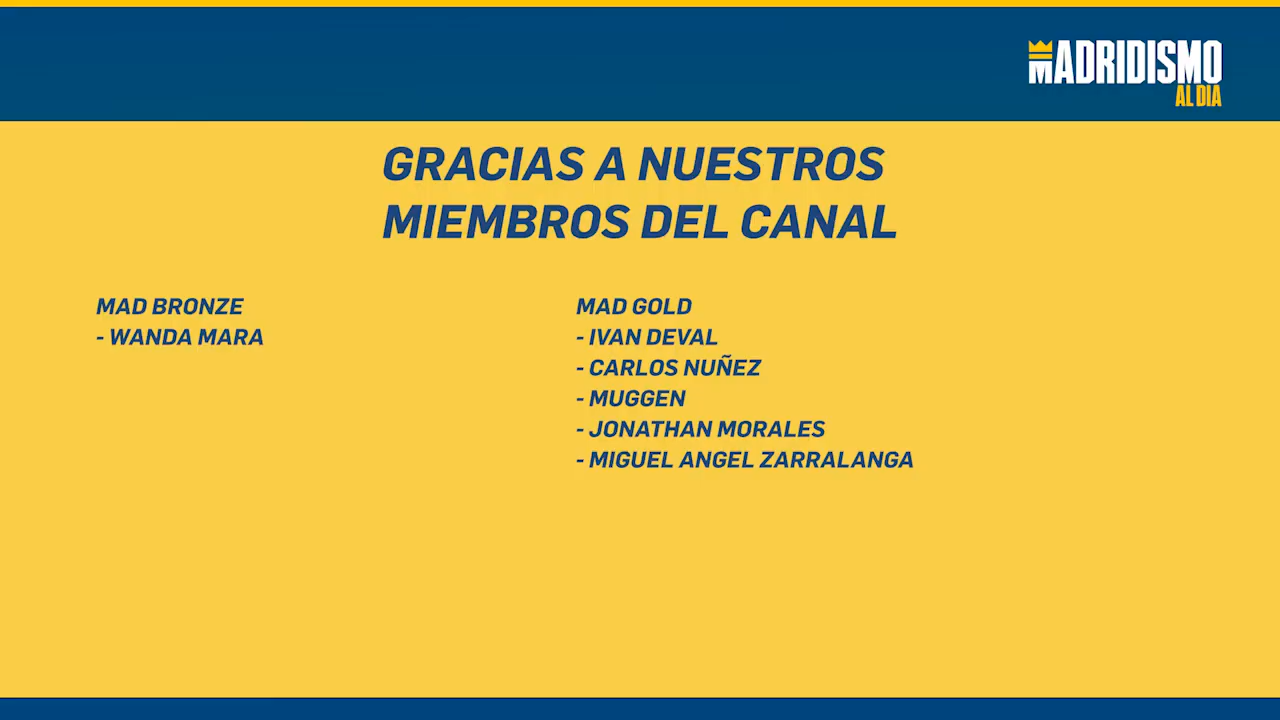 MADRIDISMO
AL DIA
GRACIAS A NUESTROS
MIEMBROS DEL CANAL
MAD BRONZE
- WANDA MARA
MAD GOLD
- IVAN DEVAL
- CARLOS NUÑEZ
- MUGGEN
- JONATHAN MORALES
- MIGUEL ANGEL ZARRALANGA